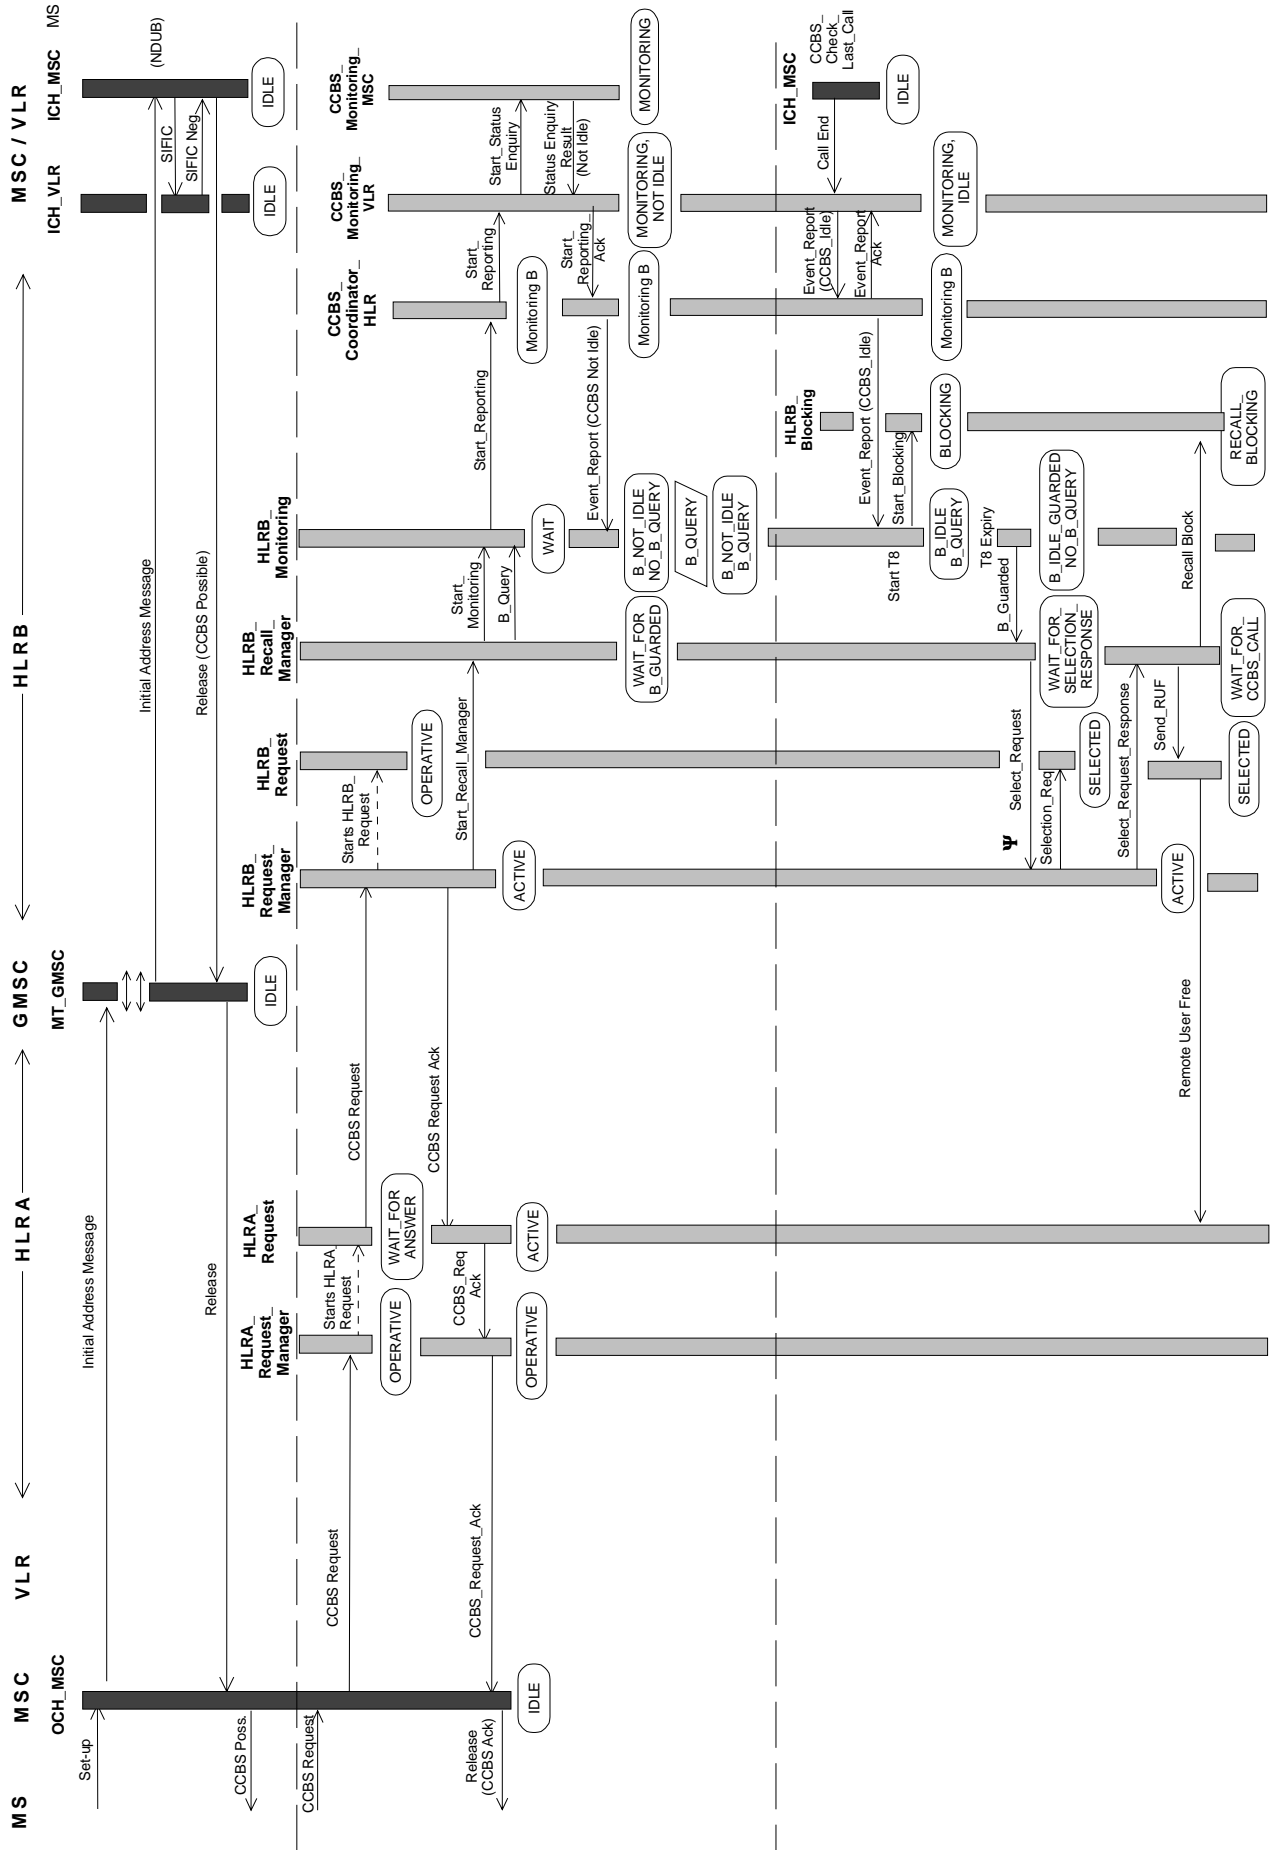 MS
MSC
VLR
HLRA
GMSC
HLRB
MSC / VLR
MS
OCH_MSC
MT_GMSC
ICH_VLR
ICH_MSC
Set-up
Initial Address Message
Initial Address Message
SIFIC
(NDUB)
SIFIC Neg.
Release (CCBS Possible)
Release
CCBS Poss.
IDLE
IDLE
IDLE
HLRA_
Request_
Manager
HLRA_
Request
HLRB_
Request_
Manager
HLRB_
Request
HLRB_
Recall_
Manager
HLRB_
Monitoring
CCBS_
Coordinator_
HLR
CCBS_
Monitoring_
VLR
CCBS_
Monitoring_
MSC
CCBS Request
CCBS Request
Starts HLRA_
Request
CCBS Request
Starts HLRB_
Request
OPERATIVE
WAIT_FOR
ANSWER
OPERATIVE
CCBS Request Ack
Start_Recall_Manager
Start_
Monitoring
Start_Reporting
Start_
Reporting
Start_Status
Enquiry
CCBS_Req
Ack
CCBS_Request_Ack
Release
(CCBS Ack)
B_Query
IDLE
OPERATIVE
ACTIVE
ACTIVE
WAIT
Monitoring B
Status Enquiry
Result
(Not Idle)
Start_
Reporting_
Ack
Event_Report (CCBS Not Idle)
WAIT_FOR
B_GUARDED
B_NOT_IDLE
NO_B_QUERY
Monitoring B
MONITORING,
NOT IDLE
MONITORING
B_QUERY
B_NOT_IDLE
B_QUERY
HLRB_
Blocking
ICH_MSC
CCBS_
Check_
Last_Call
Call End
IDLE
Event_Report
(CCBS_Idle)
Event_Report
Ack
Event_Report (CCBS_Idle)
Start T8
Start_Blocking
B_IDLE
B_QUERY
BLOCKING
Monitoring B
MONITORING,
IDLE
T8 Expiry
B_Guarded
B_IDLE_GUARDED
NO_B_QUERY
Select_Request
Ψ
WAIT_FOR_
SELECTION_
RESPONSE
Selection_Req
SELECTED
Select_Request_Response
ACTIVE
Send_RUF
Recall Block
Remote User Free
SELECTED
WAIT_FOR_
CCBS_CALL
RECALL_
BLOCKING